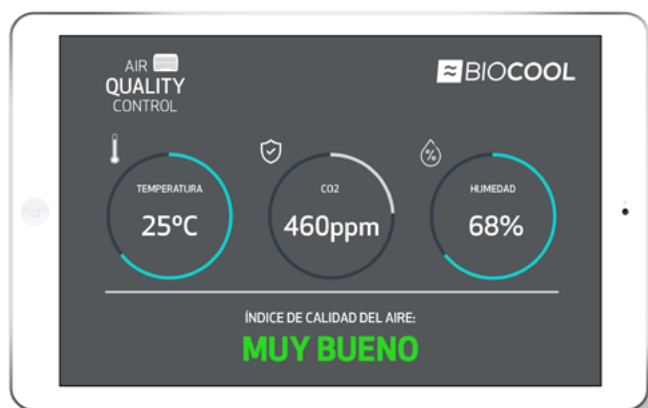 AIR
QUALITY
CONTROL
BIOCOOL
TEMPERATURA
25ºC
CO2
460ppm
%
HUMEDAD
68%
ÍNDICE DE CALIDAD DEL AIRE:
MUY BUENO